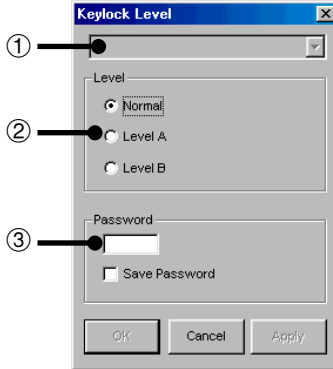 Keylock Level
①
Level
Normal
② Level A
Level B
Password
③
Save Password
OK Cancel Apply